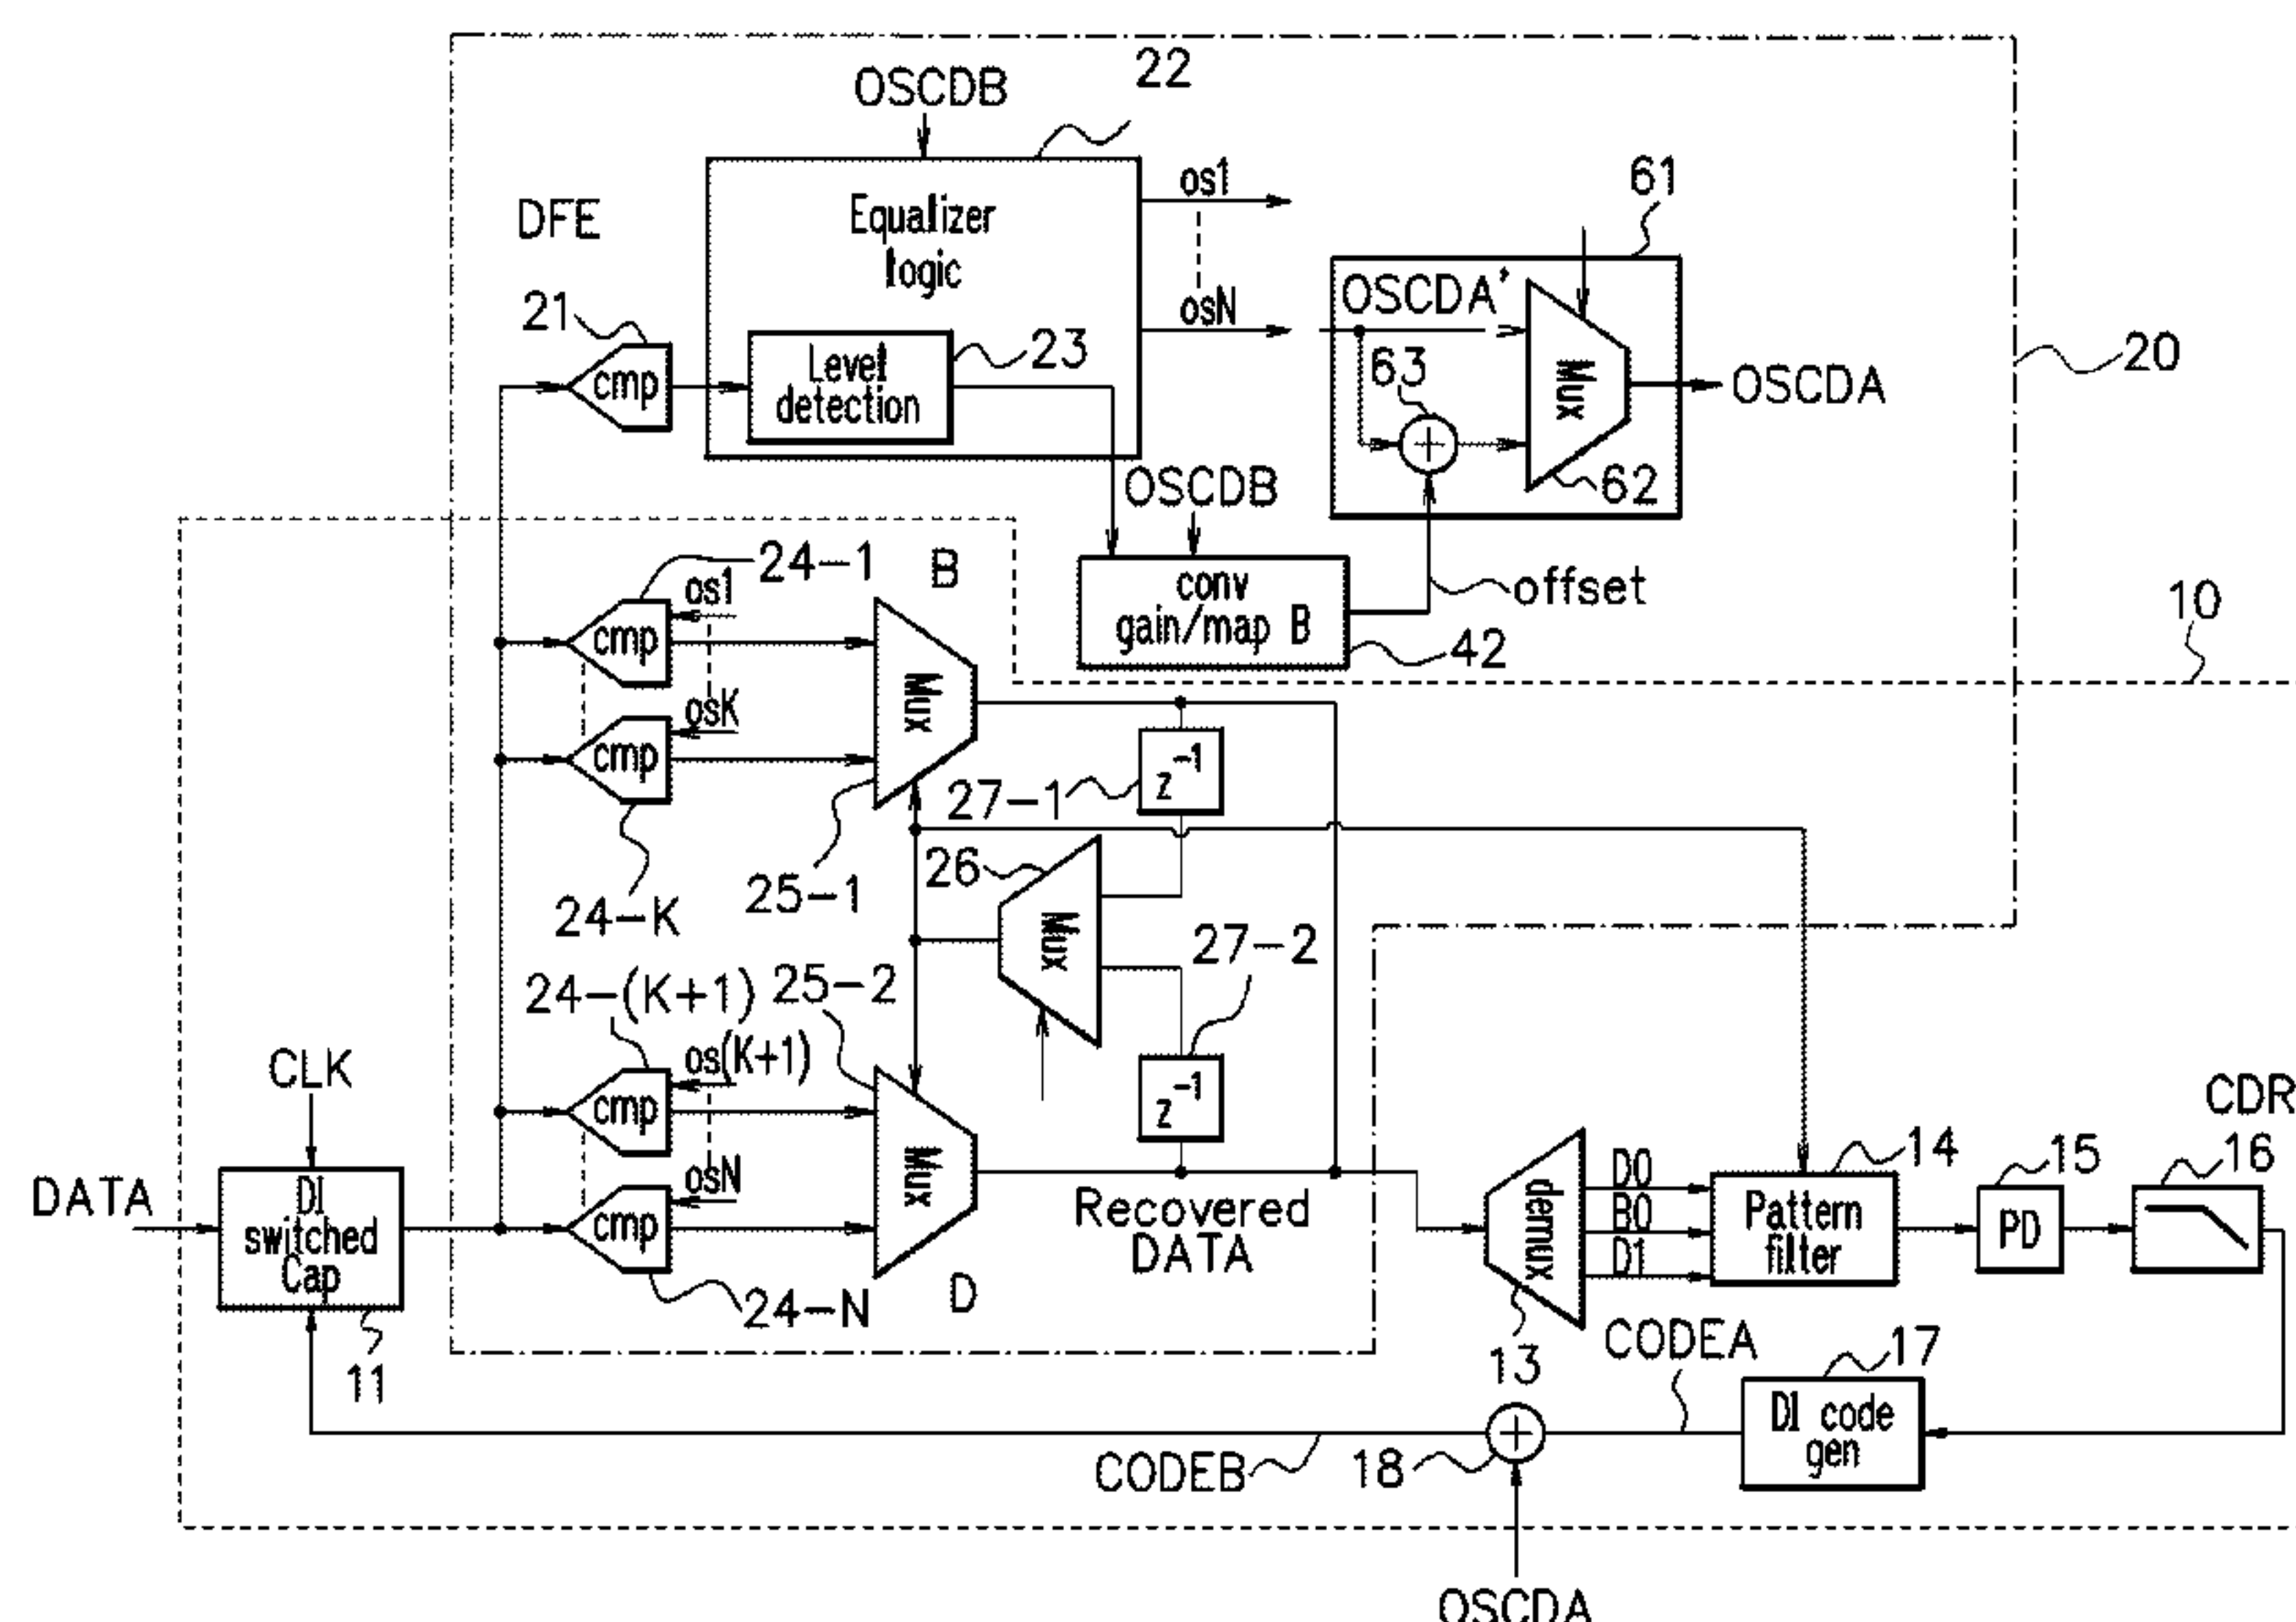 22
OSCDB
61
os1
DFE
Equalizer
logic
OSCDA'
osN
21
20
Level
detection
23
63
cmp
Mux
OSCDA
OSCDB
62
24-1
B
os1
conv
gain/map B
offset
10
cmp
42
Mux
osK
cmp
z-1
27-1
26
25-1
24-K
Mux
27-2
24-(K+1)
25-2
os(K+1)
CLK
z-1
CDR
cmp
D0
14
15
16
DATA
DI
switched
Cap
osN
Mux
Recovered
DATA
demux
B0
Pattern
filter
PD
cmp
D1
24-N
D
11
13
CODEA
17
DI code
gen
CODEB
18
OSCDA